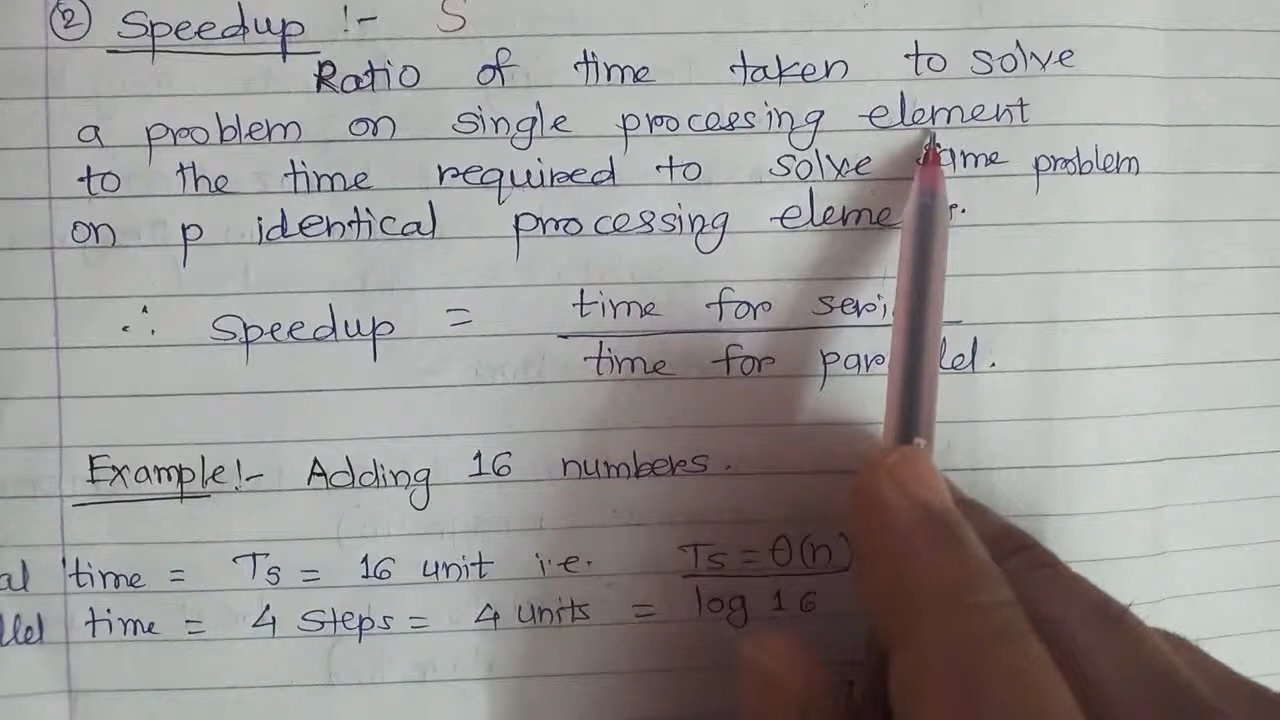 ② Speedup :- S
Ratio of time taken to solve
a problem on single processing element
to the time required to solve same problem
on p identical processing
∴ Speedup = time for
time for
Example:- Adding 16 numbers.
time = Ts = 16 unit i.e. Ts = θ(n)
time = 4 steps = 4 units = log 16